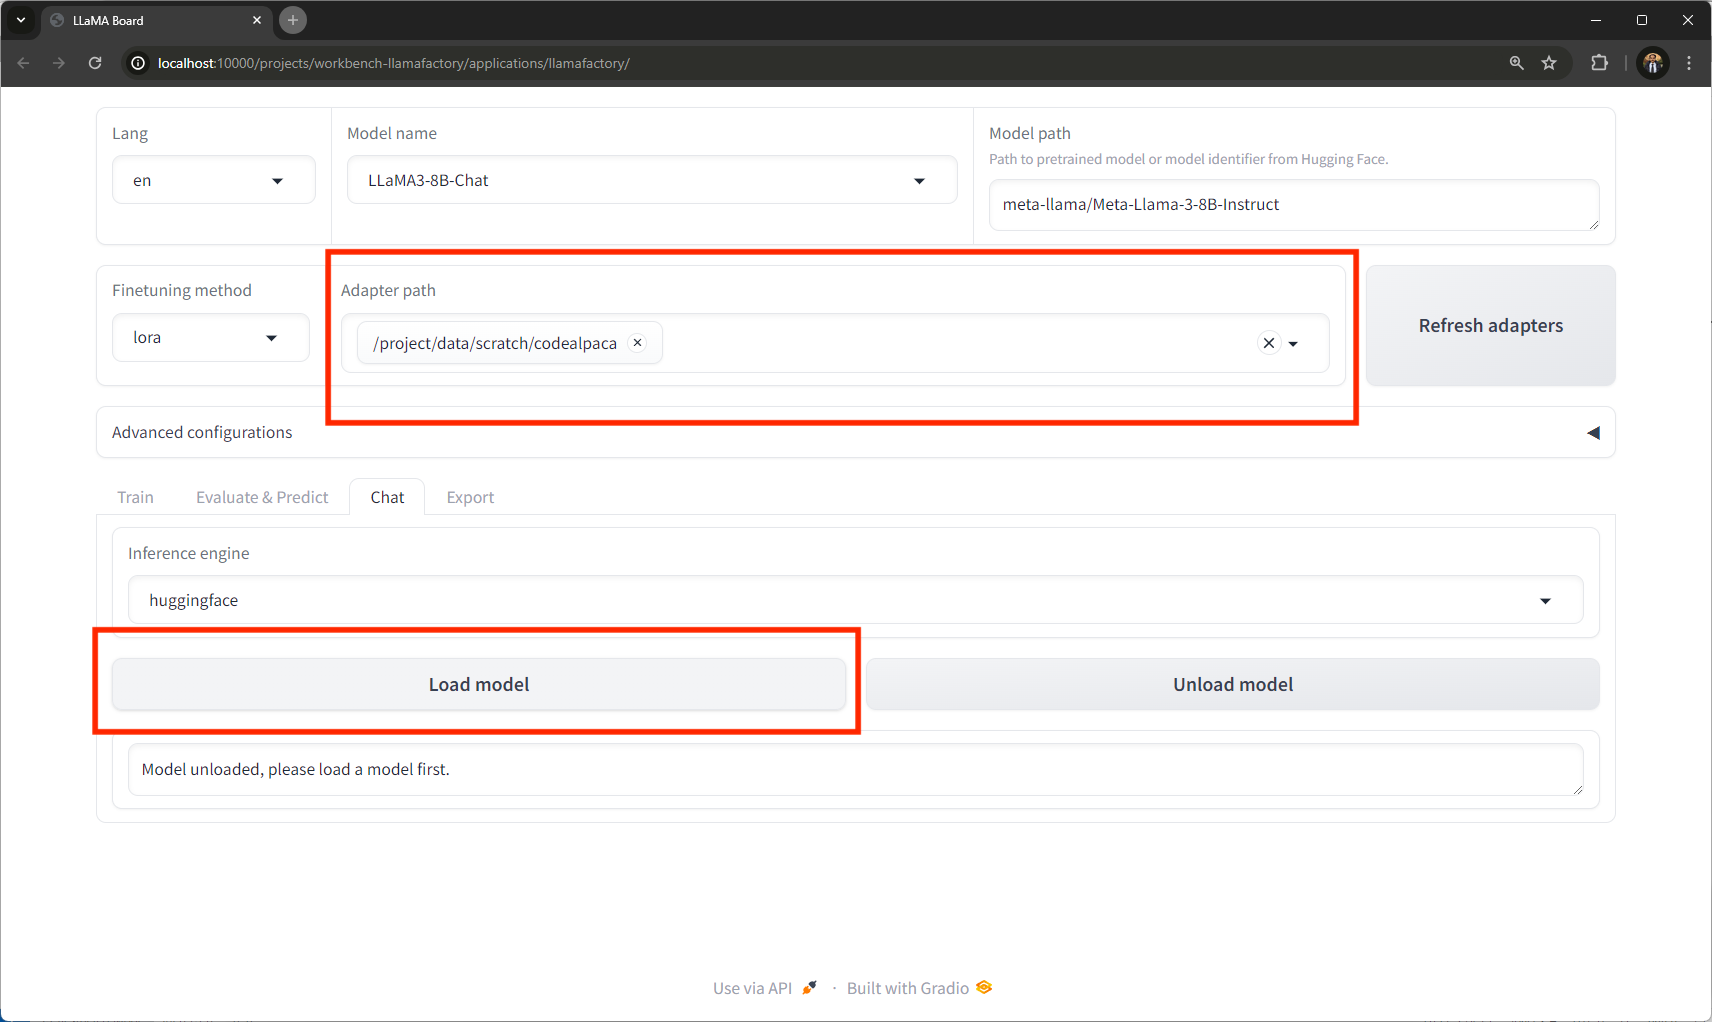 LLaMA Board
localhost:10000/projects/workbench-llamafactory/applications/llamafactory/
Lang
en
Model name
LLaMA3-8B-Chat
Model path
Path to pretrained model or model identifier from Hugging Face.
meta-llama/Meta-Llama-3-8B-Instruct
Finetuning method
lora
Adapter path
/project/data/scratch/codealpaca
Refresh adapters
Advanced configurations
Train
Evaluate & Predict
Chat
Export
Inference engine
huggingface
Load model
Unload model
Model unloaded, please load a model first.
Use via API · Built with Gradio